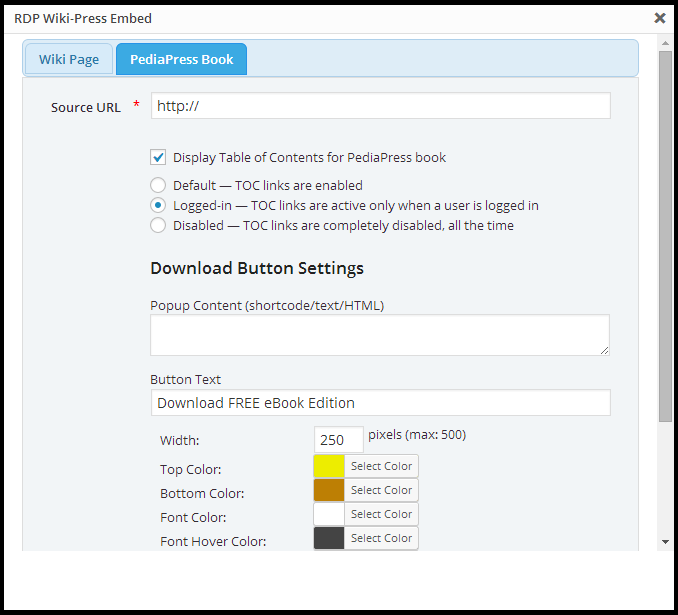 RDP Wiki-Press Embed
Wiki Page
PediaPress Book
Source URL *
http://
Display Table of Contents for PediaPress book
Default — TOC links are enabled
Logged-in — TOC links are active only when a user is logged in
Disabled — TOC links are completely disabled, all the time
Download Button Settings
Popup Content (shortcode/text/HTML)
Button Text
Download FREE eBook Edition
Width: 250 pixels (max: 500)
Top Color: Select Color
Bottom Color: Select Color
Font Color: Select Color
Font Hover Color: Select Color